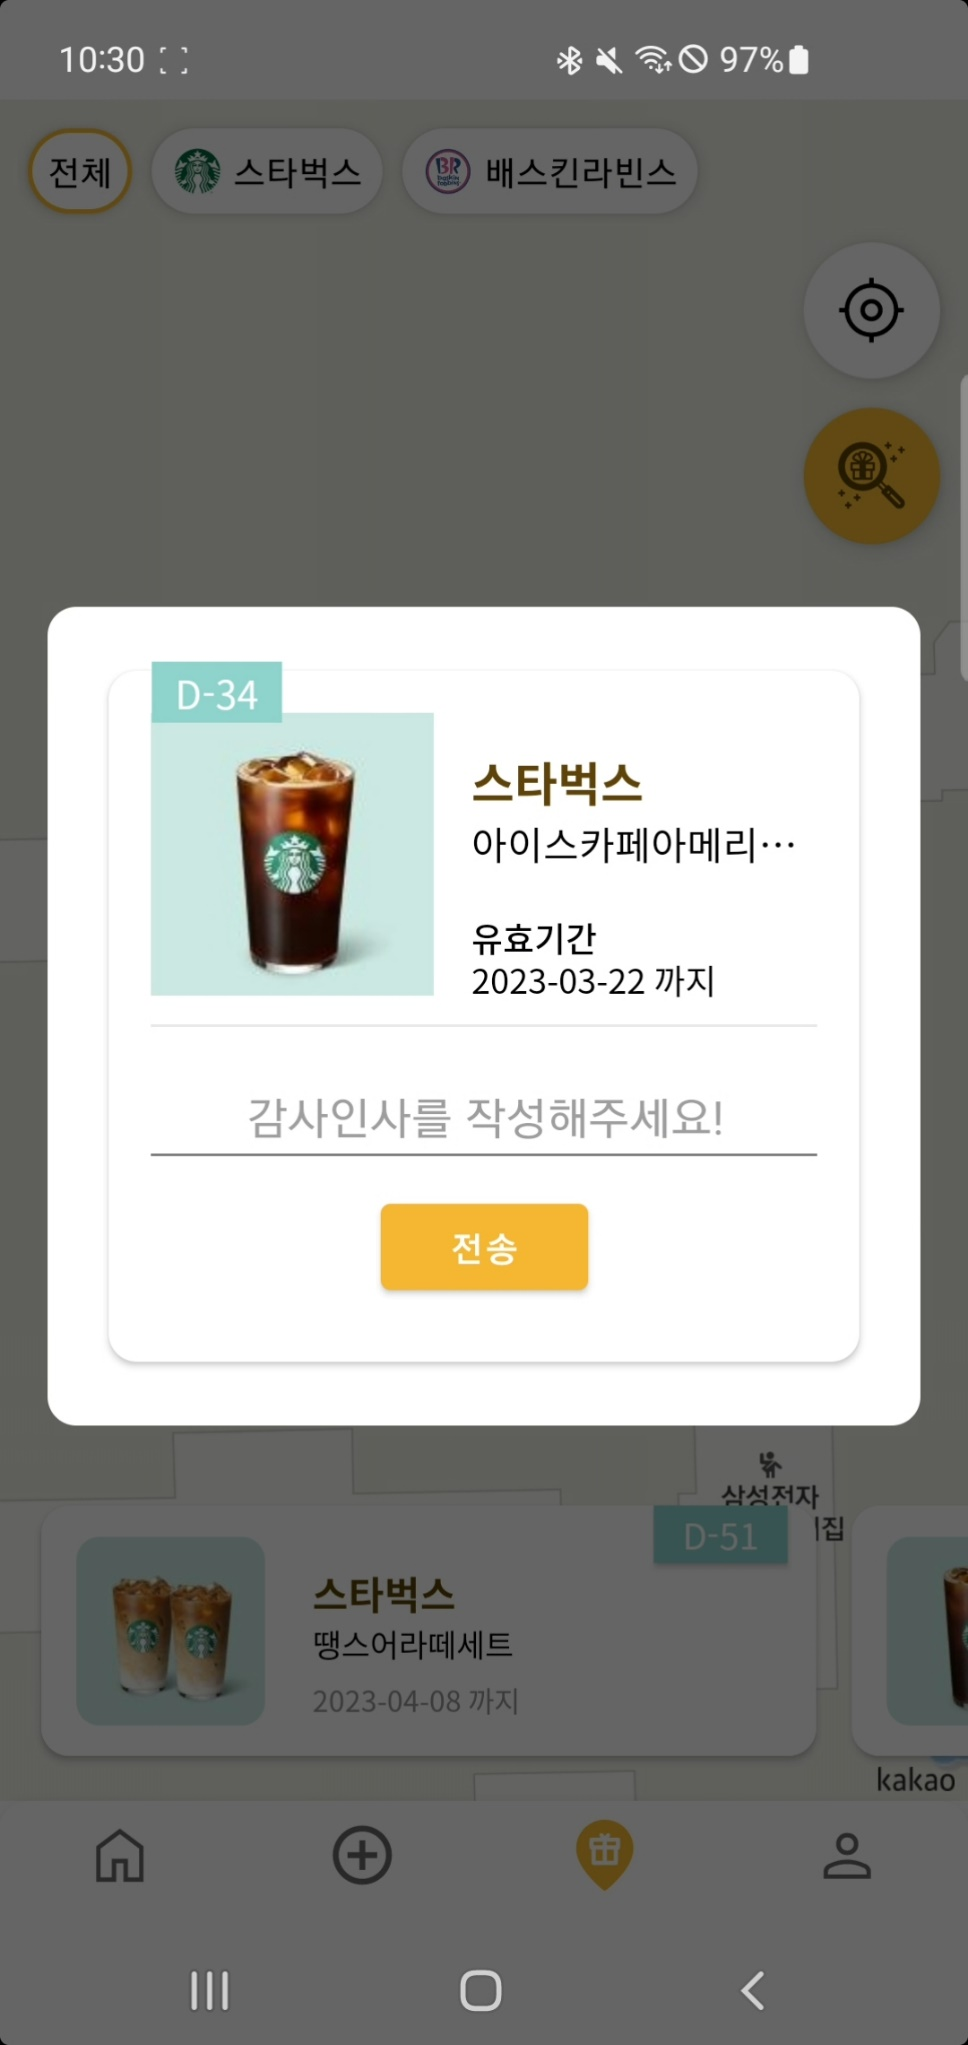 10:30
97%
전체
스타벅스
BR
배스킨라빈스
D-34
스타벅스
아이스카페아메리…
유효기간
2023-03-22 까지
감사인사를 작성해주세요!
전송
삼성전자
집
D-51
스타벅스
땡스어라떼세트
2023-04-08 까지
kakao